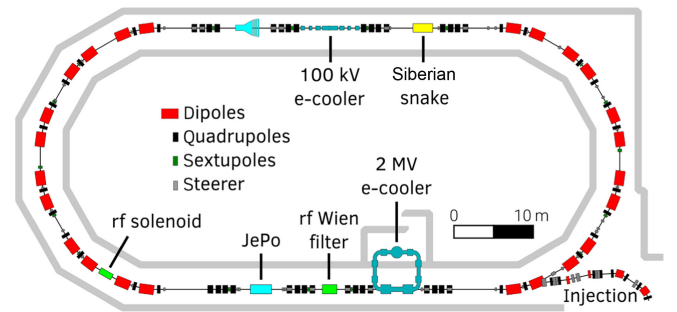 100 kV
e-cooler
Siberian
snake
Dipoles
Quadrupoles
Sextupoles
Steerer
2 MV
e-cooler
rf solenoid
JePo
rf Wien
filter
0 10 m
Injection